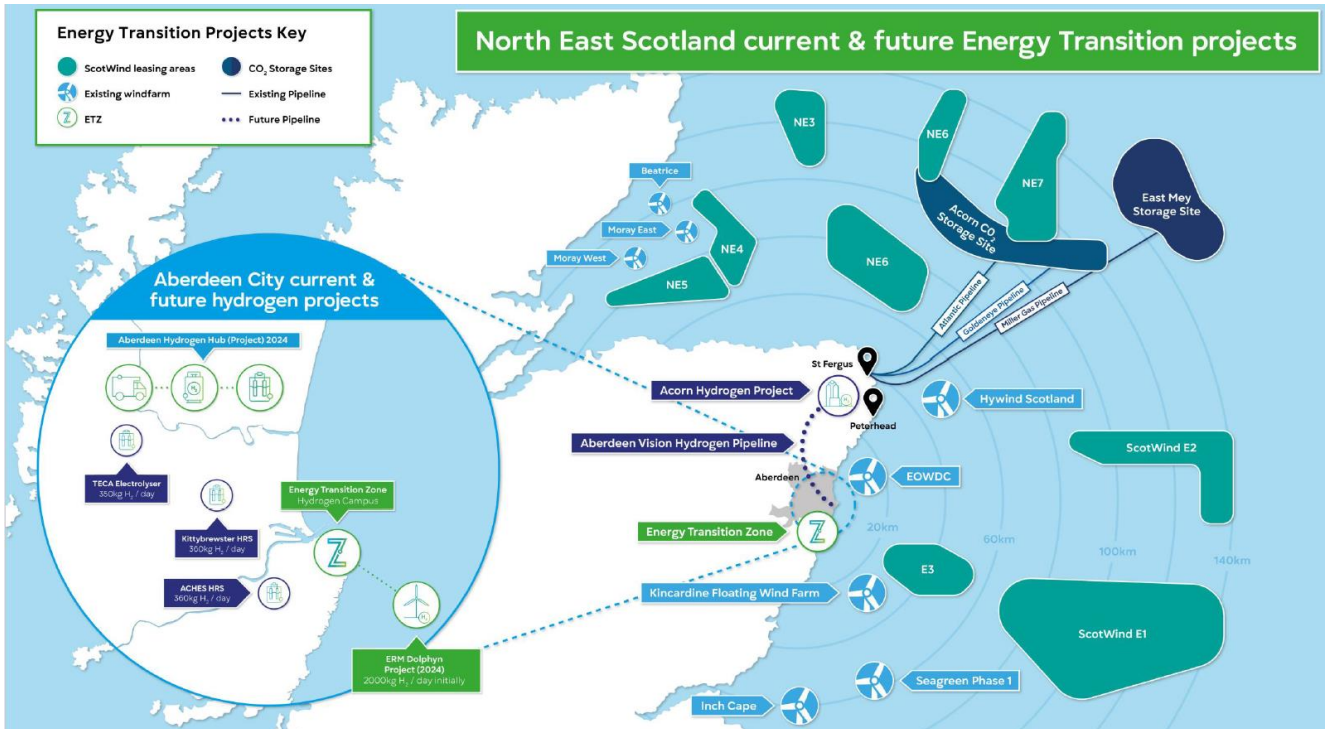 Energy Transition Projects Key
ScotWind leasing areas
CO₂ Storage Sites
Existing windfarm
Existing Pipeline
ETZ
Future Pipeline
North East Scotland current & future Energy Transition projects
NE3
NE6
NE7
East Mey
Storage Site
Acorn CO₂
Storage Site
Beatrice
Moray East
Moray West
NE4
NE5
NE6
Atlantic Pipeline
Goldeneye Pipeline
Miller Gas Pipeline
Aberdeen City current &
future hydrogen projects
Aberdeen Hydrogen Hub (Project) 2024
H₂
TECA Electrolyser
350kg H₂ / day
Kittybrewster HRS
360kg H₂ / day
ACHES HRS
360kg H₂ / day
Energy Transition Zone
Hydrogen Campus
Z
H₂
ERM Dolphyn
Project (2024)
2000kg H₂ / day initially
St Fergus
Acorn Hydrogen Project
Peterhead
Hywind Scotland
Aberdeen Vision Hydrogen Pipeline
Aberdeen
EOWDC
ScotWind E2
Energy Transition Zone
Z
20km
60km
100km
140km
E3
Kincardine Floating Wind Farm
ScotWind E1
Seagreen Phase 1
Inch Cape